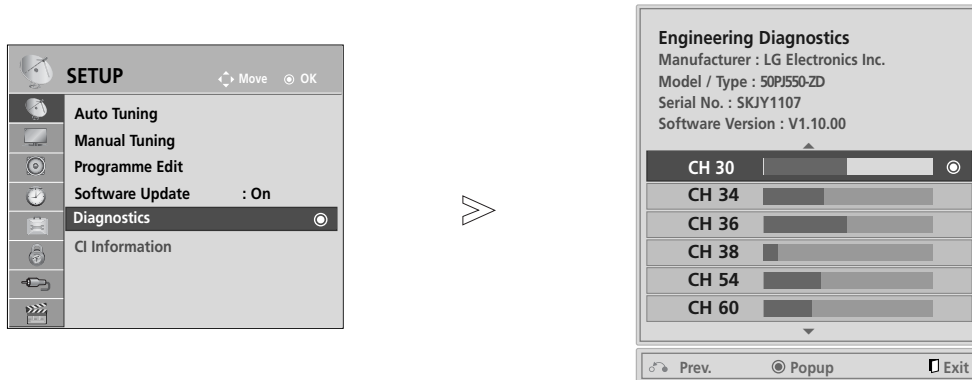 SETUP
Move OK
Auto Tuning
Manual Tuning
Programme Edit
Software Update : On
Diagnostics
CI Information
Engineering Diagnostics
Manufacturer : LG Electronics Inc.
Model / Type : 50PJ550-ZD
Serial No. : SKJY1107
Software Version : V1.10.00
CH 30
CH 34
CH 36
CH 38
CH 54
CH 60
Prev. Popup Exit